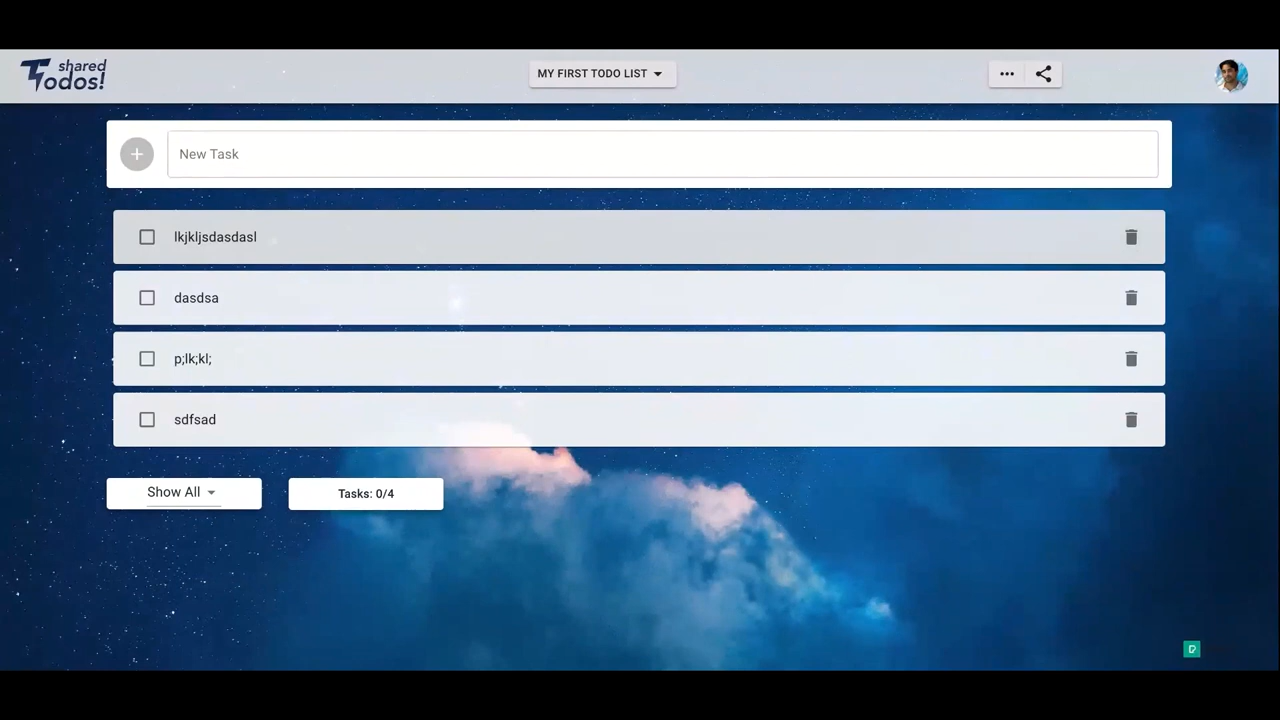 shared
Todos!
MY FIRST TODO LIST
New Task
lkjkljsdasdasl
dasdsa
p;lk;kl;
sdfsad
Show All
Tasks: 0/4